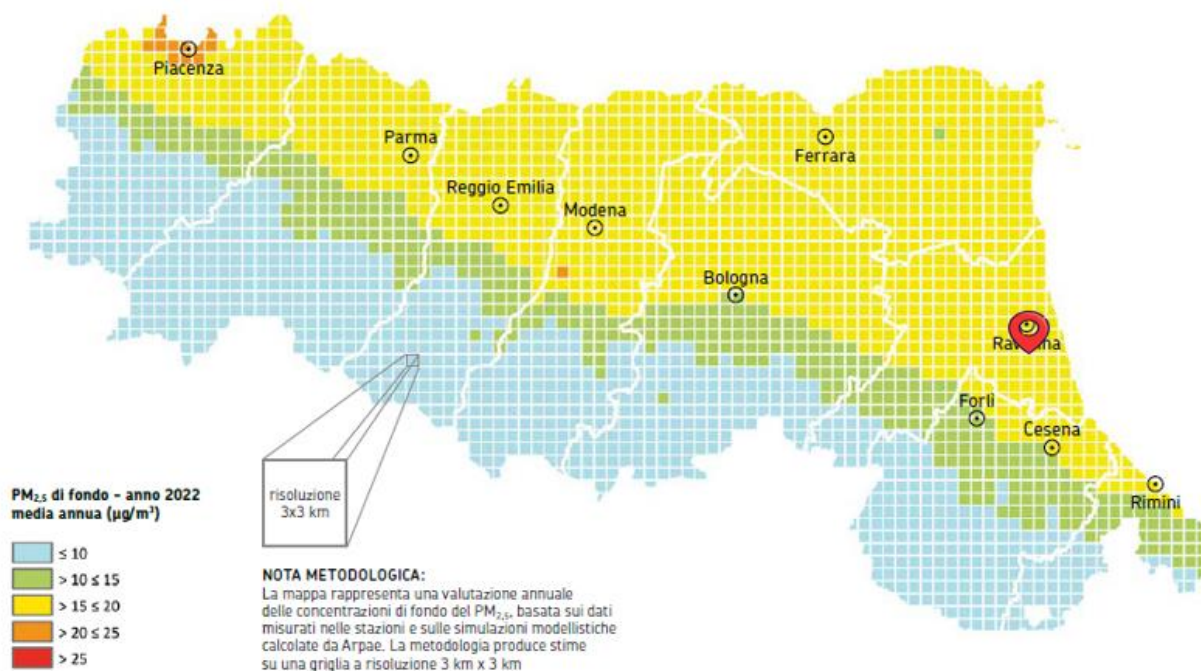 Piacenza
Parma
Ferrara
Reggio Emilia
Modena
Bologna
Forlì
Cesena
Rimini
risoluzione
3x3 km
PM₂,₅ di fondo - anno 2022
media annua (µg/m³)
≤ 10
> 10 ≤ 15
> 15 ≤ 20
> 20 ≤ 25
> 25
NOTA METODOLOGICA:
La mappa rappresenta una valutazione annuale
delle concentrazioni di fondo del PM₂,₅, basata sui dati
misurati nelle stazioni e sulle simulazioni modellistiche
calcolate da Arpae. La metodologia produce stime
su una griglia a risoluzione 3 km x 3 km